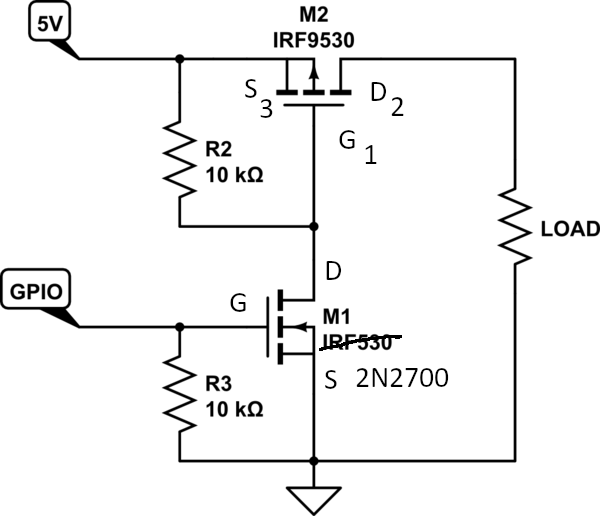 5V
M2
IRF9530
S
3
D
2
G
1
R2
10 kΩ
LOAD
D
GPIO
G
M1
IRF530
S 2N2700
R3
10 kΩ